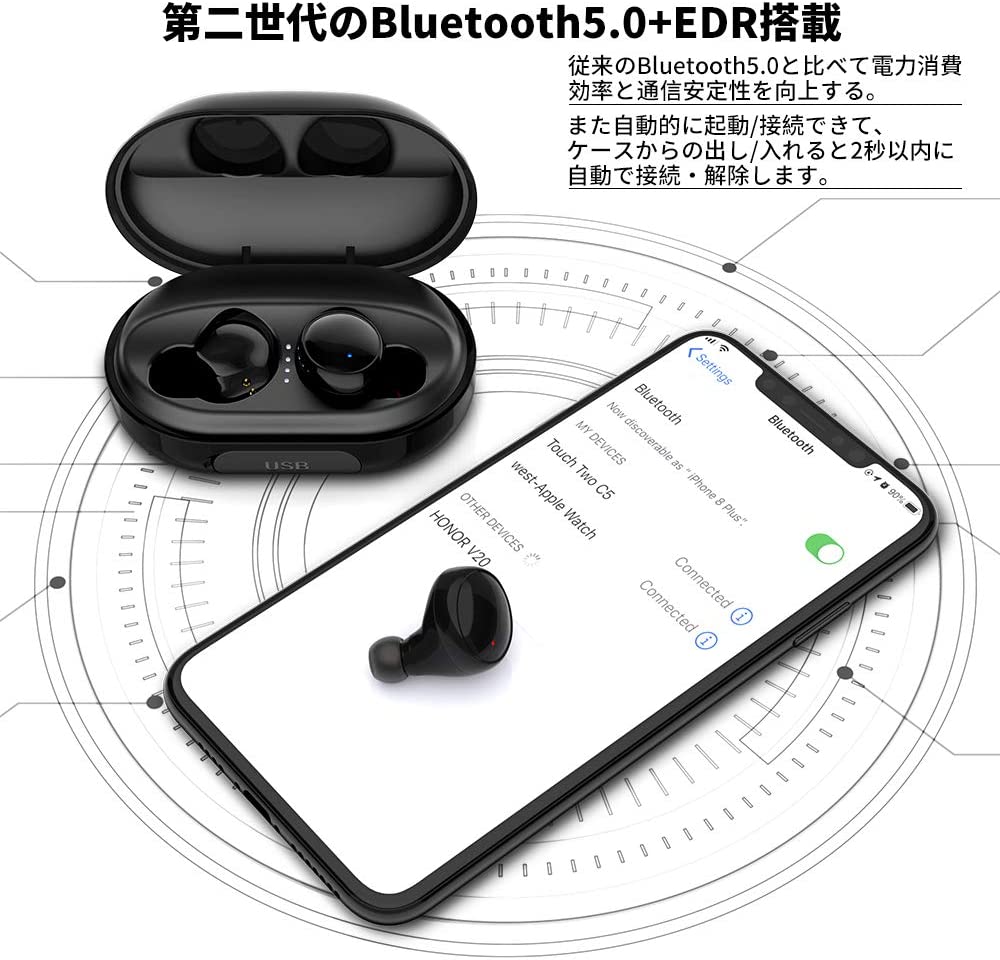 第二世代のBluetooth5.0+EDR搭載
従来のBluetooth5.0と比べて電力消費
効率と通信安定性を向上する。
また自動的に起動/接続できて、
ケースからの出し/入れると2秒以内に
自動で接続・解除します。
USB
Settings
Bluetooth
90%
Bluetooth
Now discoverable as "iPhone 8 Plus".
MY DEVICES
Touch Two C5
Connected
west-Apple Watch
Connected
OTHER DEVICES
HONOR V20